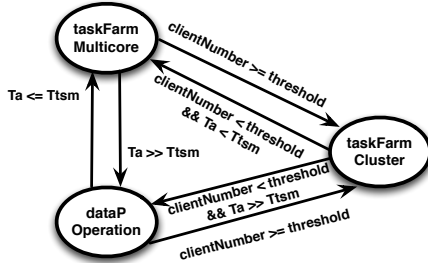 taskFarm
Multicore
clientNumber >= threshold
clientNumber < threshold
&& Ta < Ttsm
Ta <= Ttsm
Ta >> Ttsm
taskFarm
Cluster
clientNumber < threshold
&& Ta >> Ttsm
dataP
Operation
clientNumber >= threshold